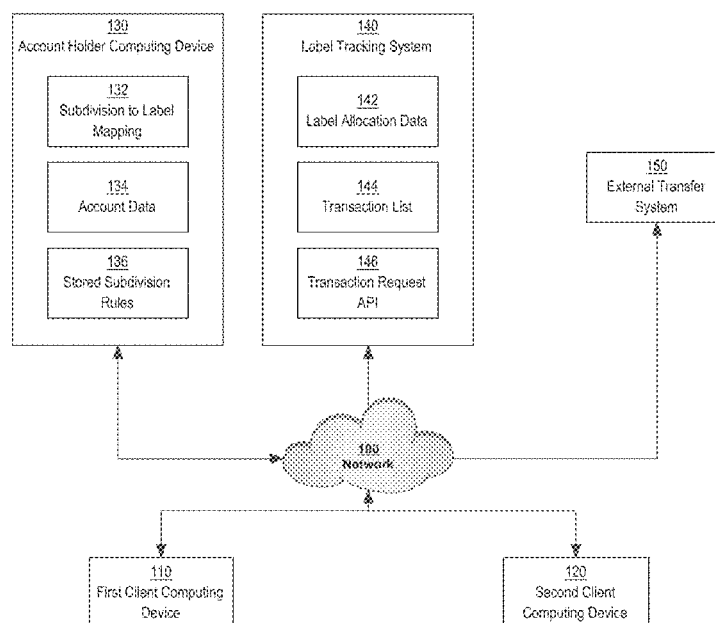 130
Account Holder Computing Device
132
Subdivision to Label
Mapping
134
Account Data
136
Stored Subdivision
Rules
140
Label Tracking System
142
Label Allocation Data
144
Transaction List
146
Transaction Request
API
150
External Transfer
System
100
Network
110
First Client Computing
Device
120
Second Client
Computing Device